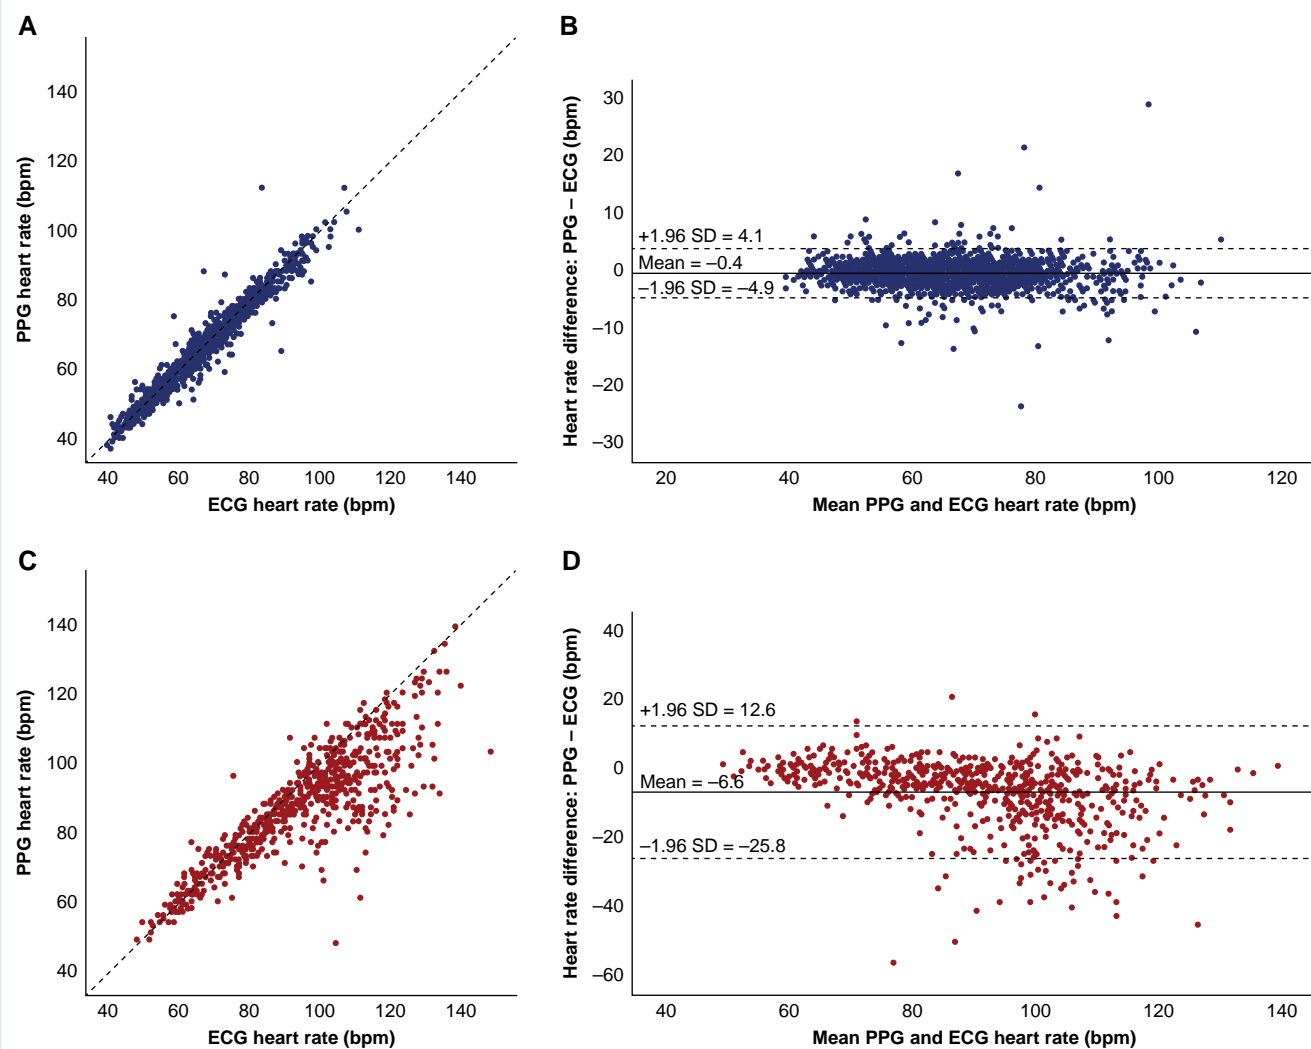 A
PPG heart rate (bpm)
140
120
100
80
60
40
40 60 80 100 120 140
ECG heart rate (bpm)
B
Heart rate difference: PPG – ECG (bpm)
30
20
10
0
–10
–20
–30
+1.96 SD = 4.1
Mean = –0.4
–1.96 SD = –4.9
20 40 60 80 100 120
Mean PPG and ECG heart rate (bpm)
C
PPG heart rate (bpm)
140
120
100
80
60
40
40 60 80 100 120 140
ECG heart rate (bpm)
D
Heart rate difference: PPG – ECG (bpm)
40
20
0
–20
–40
–60
+1.96 SD = 12.6
Mean = –6.6
–1.96 SD = –25.8
40 60 80 100 120 140
Mean PPG and ECG heart rate (bpm)